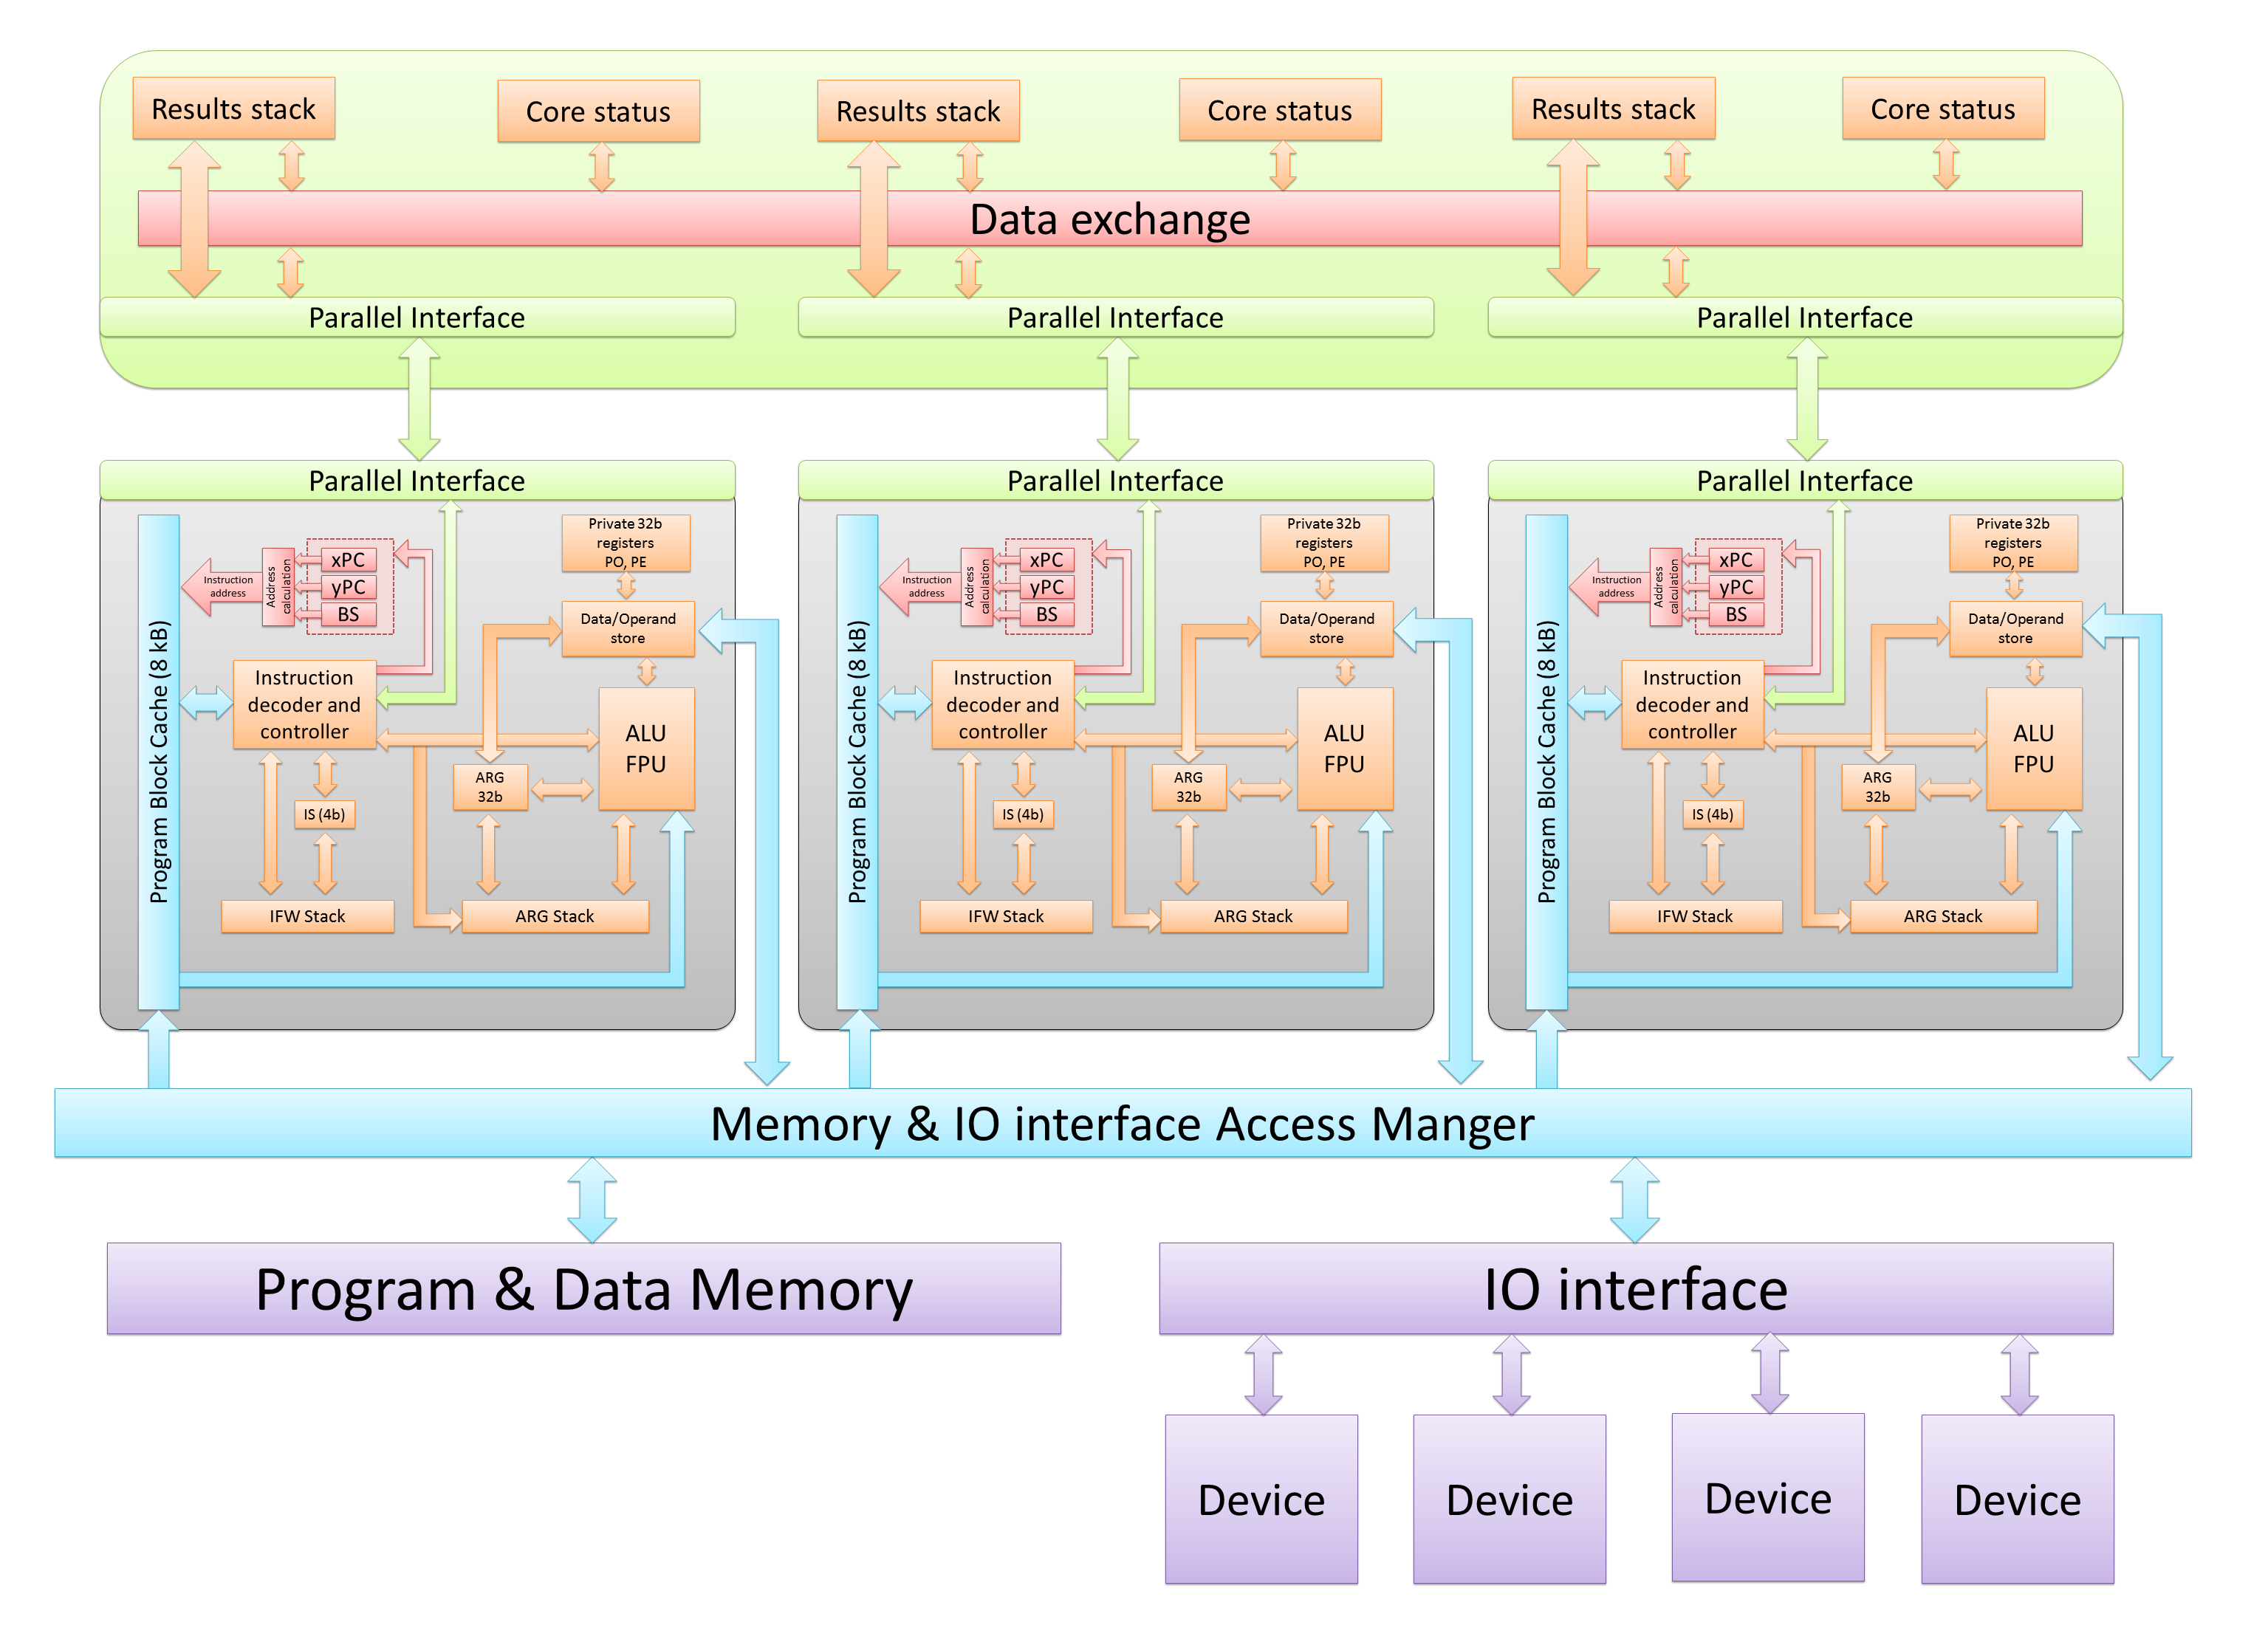 Results stack
Core status
Results stack
Core status
Results stack
Core status
Data exchange
Parallel Interface
Parallel Interface
Parallel Interface
Parallel Interface
Program Block Cache (8 kB)
Instruction
address
Address
calculation
xPC
yPC
BS
Private 32b
registers
PO, PE
Data/Operand
store
Instruction
decoder and
controller
ALU
FPU
ARG
32b
IS (4b)
IFW Stack
ARG Stack
Parallel Interface
Program Block Cache (8 kB)
Instruction
address
Address
calculation
xPC
yPC
BS
Private 32b
registers
PO, PE
Data/Operand
store
Instruction
decoder and
controller
ALU
FPU
ARG
32b
IS (4b)
IFW Stack
ARG Stack
Parallel Interface
Program Block Cache (8 kB)
Instruction
address
Address
calculation
xPC
yPC
BS
Private 32b
registers
PO, PE
Data/Operand
store
Instruction
decoder and
controller
ALU
FPU
ARG
32b
IS (4b)
IFW Stack
ARG Stack
Memory & IO interface Access Manger
Program & Data Memory
IO interface
Device
Device
Device
Device